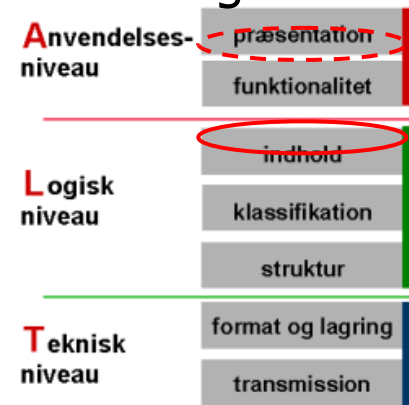 Anvendelses-
niveau
præsentation
funktionalitet
Logisk
niveau
indhold
klassifikation
struktur
Teknisk
niveau
format og lagring
transmission